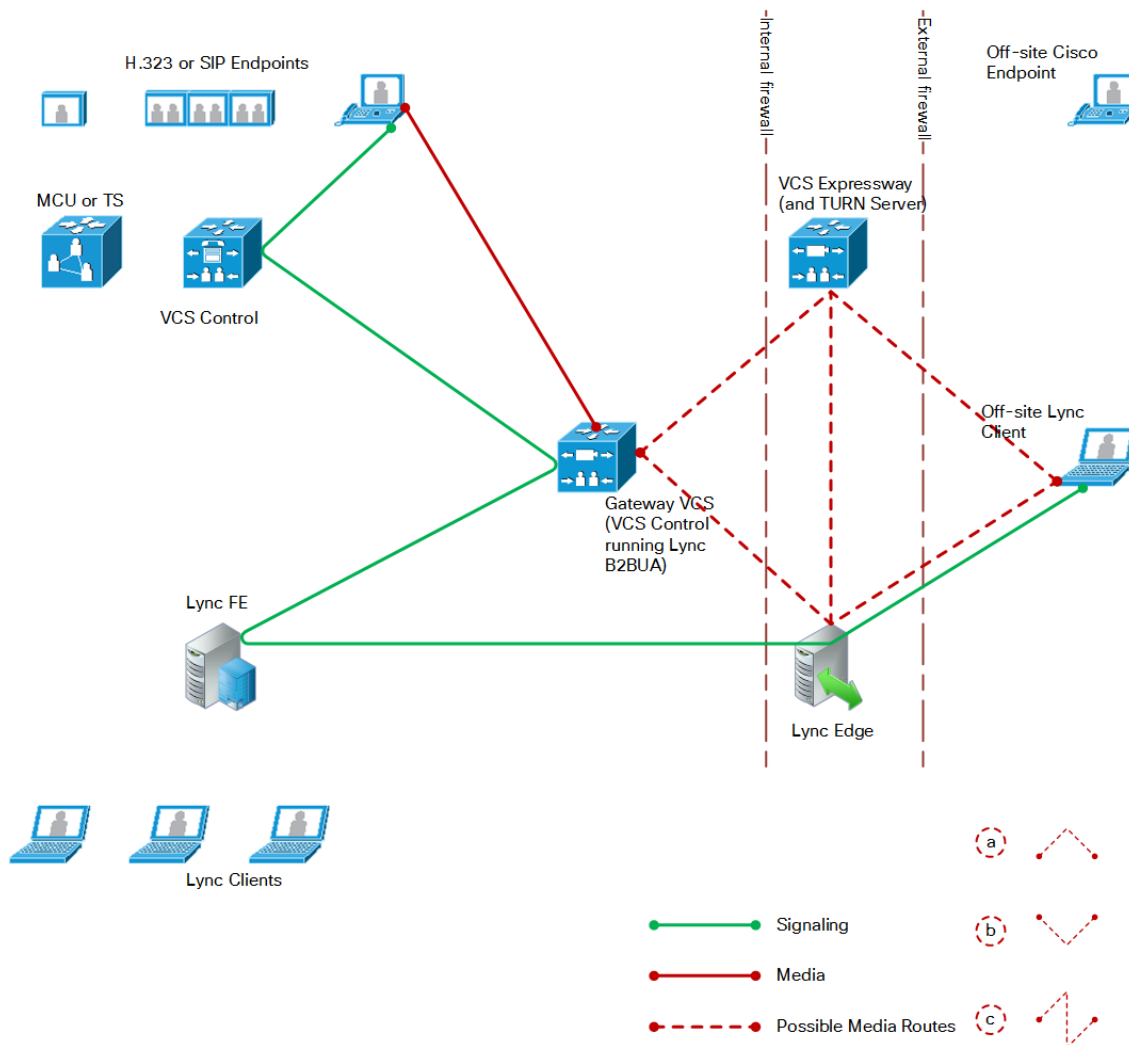 H.323 or SIP Endpoints
Internal firewall
External firewall
Off-site Cisco
Endpoint
MCU or TS
VCS Control
VCS Expressway
(and TURN Server)
Off-site Lync
Client
Gateway VCS
(VCS Control
running Lync
B2BUA)
Lync FE
Lync Edge
Lync Clients
Signaling
Media
Possible Media Routes
a
b
c